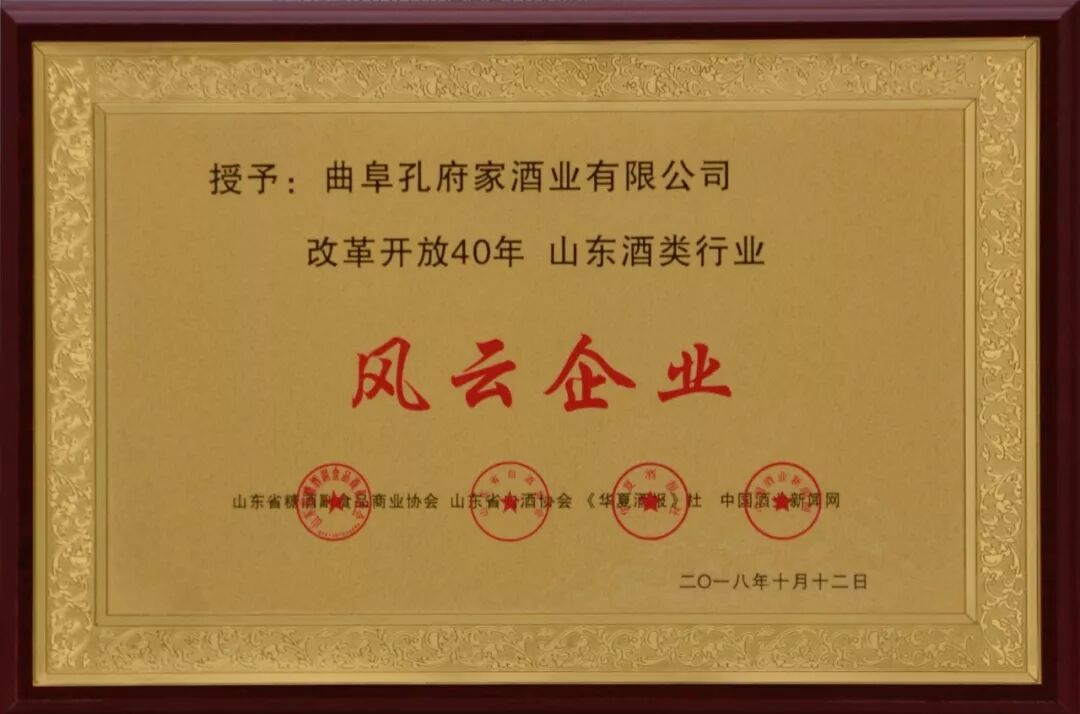 授予：曲阜孔府家酒业有限公司
改革开放40年 山东酒类行业
风云企业
山东省糖酒副食品商业协会 山东省白酒协会 《华夏酒报》社 中国酒业新闻网
二〇一八年十月十二日